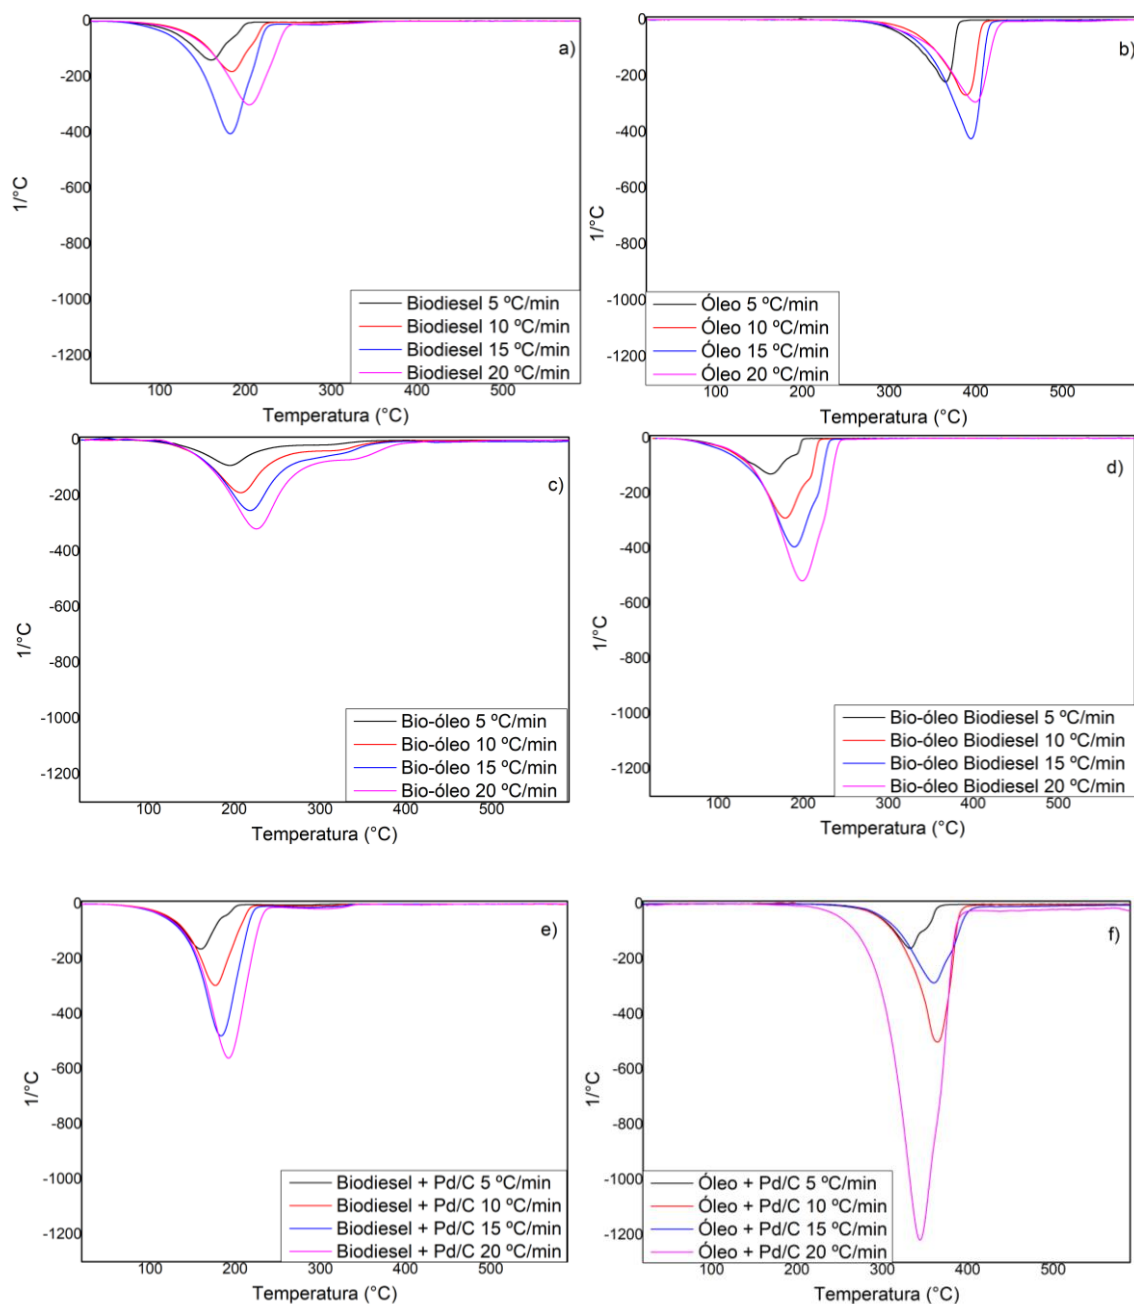 a)
0
-200
-400
-600
-800
-1000
-1200
1/°C
Biodiesel 5 ºC/min
Biodiesel 10 ºC/min
Biodiesel 15 ºC/min
Biodiesel 20 ºC/min
100 200 300 400 500
Temperatura (°C)
b)
0
-200
-400
-600
-800
-1000
-1200
1/°C
Óleo 5 ºC/min
Óleo 10 ºC/min
Óleo 15 ºC/min
Óleo 20 ºC/min
100 200 300 400 500
Temperatura (°C)
c)
0
-200
-400
-600
-800
-1000
-1200
1/°C
Bio-óleo 5 ºC/min
Bio-óleo 10 ºC/min
Bio-óleo 15 ºC/min
Bio-óleo 20 ºC/min
100 200 300 400 500
Temperatura (°C)
d)
0
-200
-400
-600
-800
-1000
-1200
1/°C
Bio-óleo Biodiesel 5 ºC/min
Bio-óleo Biodiesel 10 ºC/min
Bio-óleo Biodiesel 15 ºC/min
Bio-óleo Biodiesel 20 ºC/min
100 200 300 400 500
Temperatura (°C)
e)
0
-200
-400
-600
-800
-1000
-1200
1/°C
Biodiesel + Pd/C 5 ºC/min
Biodiesel + Pd/C 10 ºC/min
Biodiesel + Pd/C 15 ºC/min
Biodiesel + Pd/C 20 ºC/min
100 200 300 400 500
Temperatura (°C)
f)
0
-200
-400
-600
-800
-1000
-1200
1/°C
Óleo + Pd/C 5 ºC/min
Óleo + Pd/C 10 ºC/min
Óleo + Pd/C 15 ºC/min
Óleo + Pd/C 20 ºC/min
100 200 300 400 500
Temperatura (°C)